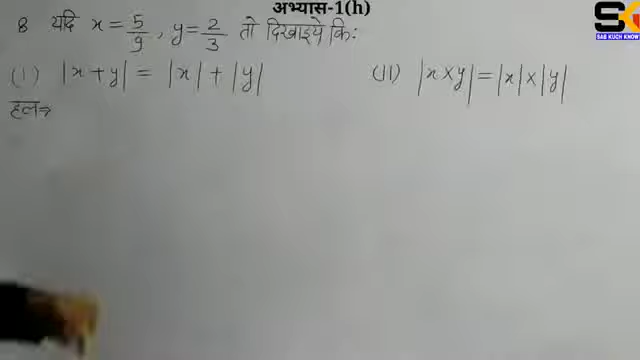 अभ्यास-1(h)
SK
SAB KUCH KNOW
8 यदि x = 5/9, y = 2/3 तो दिखाइये कि:
(I) |x + y| = |x| + |y| (II) |x × y| = |x| × |y|
हल⇒